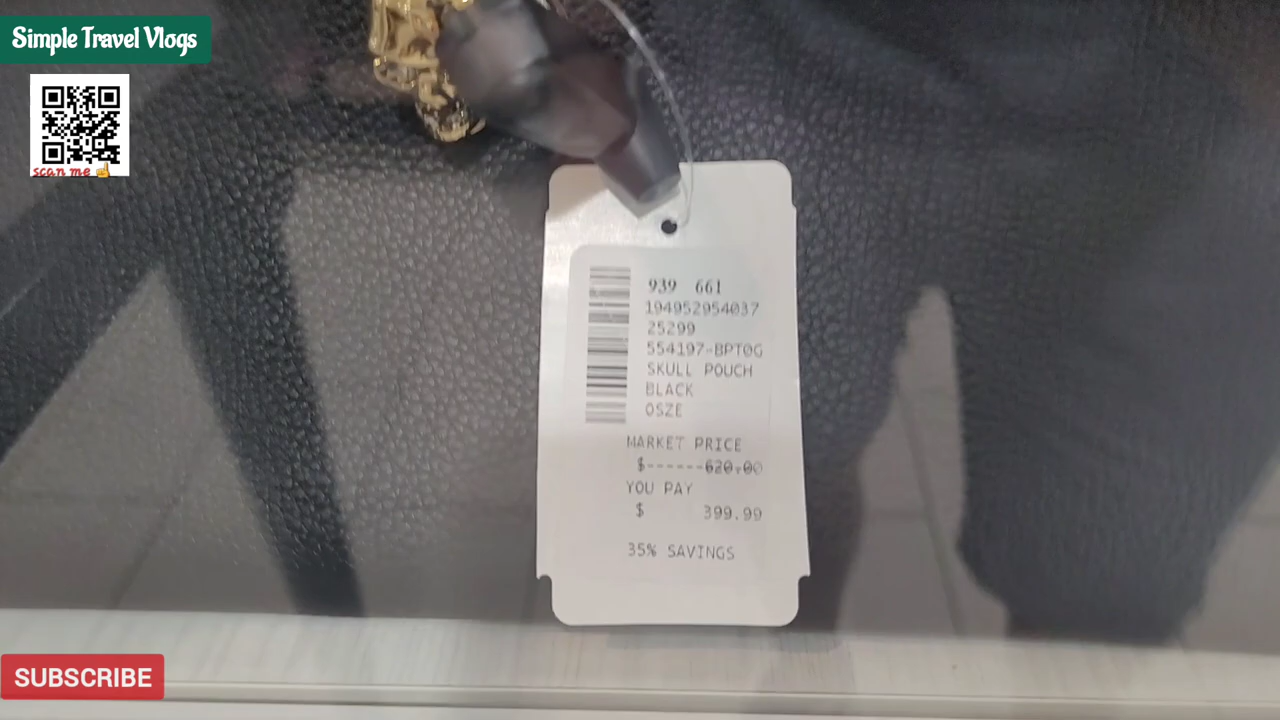 Simple Travel Vlogs
scan me
939 661
194952954037
25299
554197-BPT0G
SKULL POUCH
BLACK
OSZE
MARKET PRICE
$------620.00
YOU PAY
$ 399.99
35% SAVINGS
SUBSCRIBE